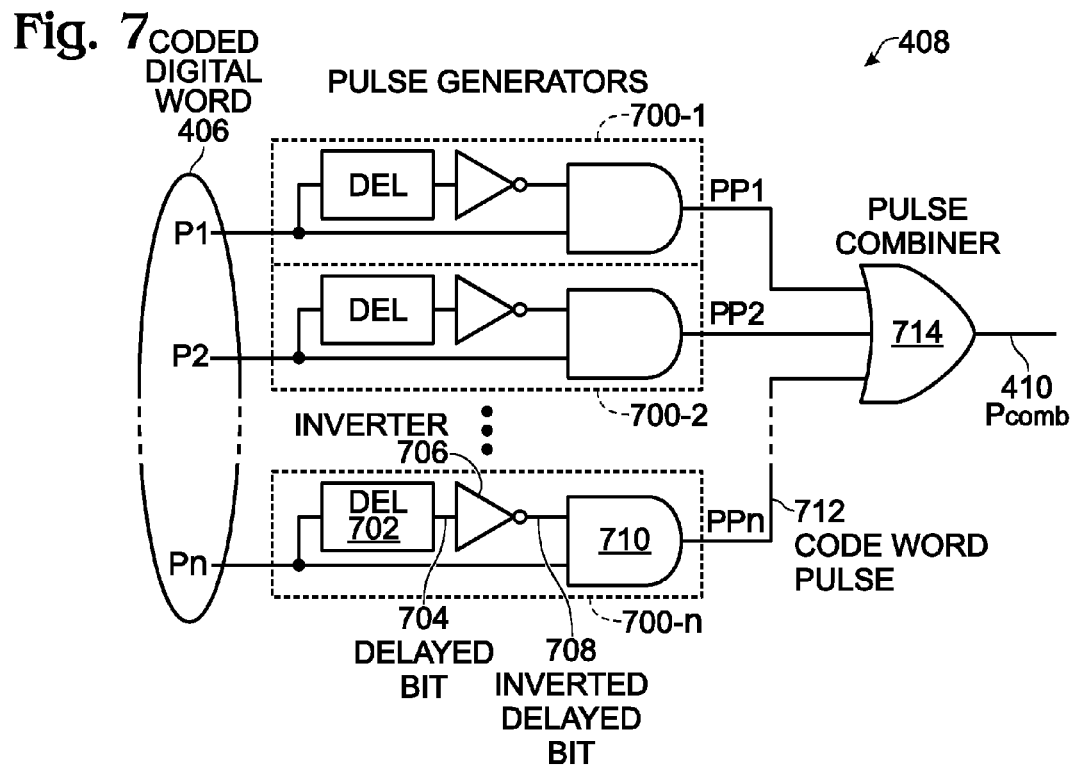 Fig. 7
CODED
DIGITAL
WORD
406
408
PULSE GENERATORS
700-1
DEL
P1
PP1
PULSE
COMBINER
DEL
P2
PP2
714
410
Pcomb
700-2
INVERTER
706
DEL
702
710
Pn
PPn
712
CODE WORD
PULSE
700-n
704
DELAYED
BIT
708
INVERTED
DELAYED
BIT